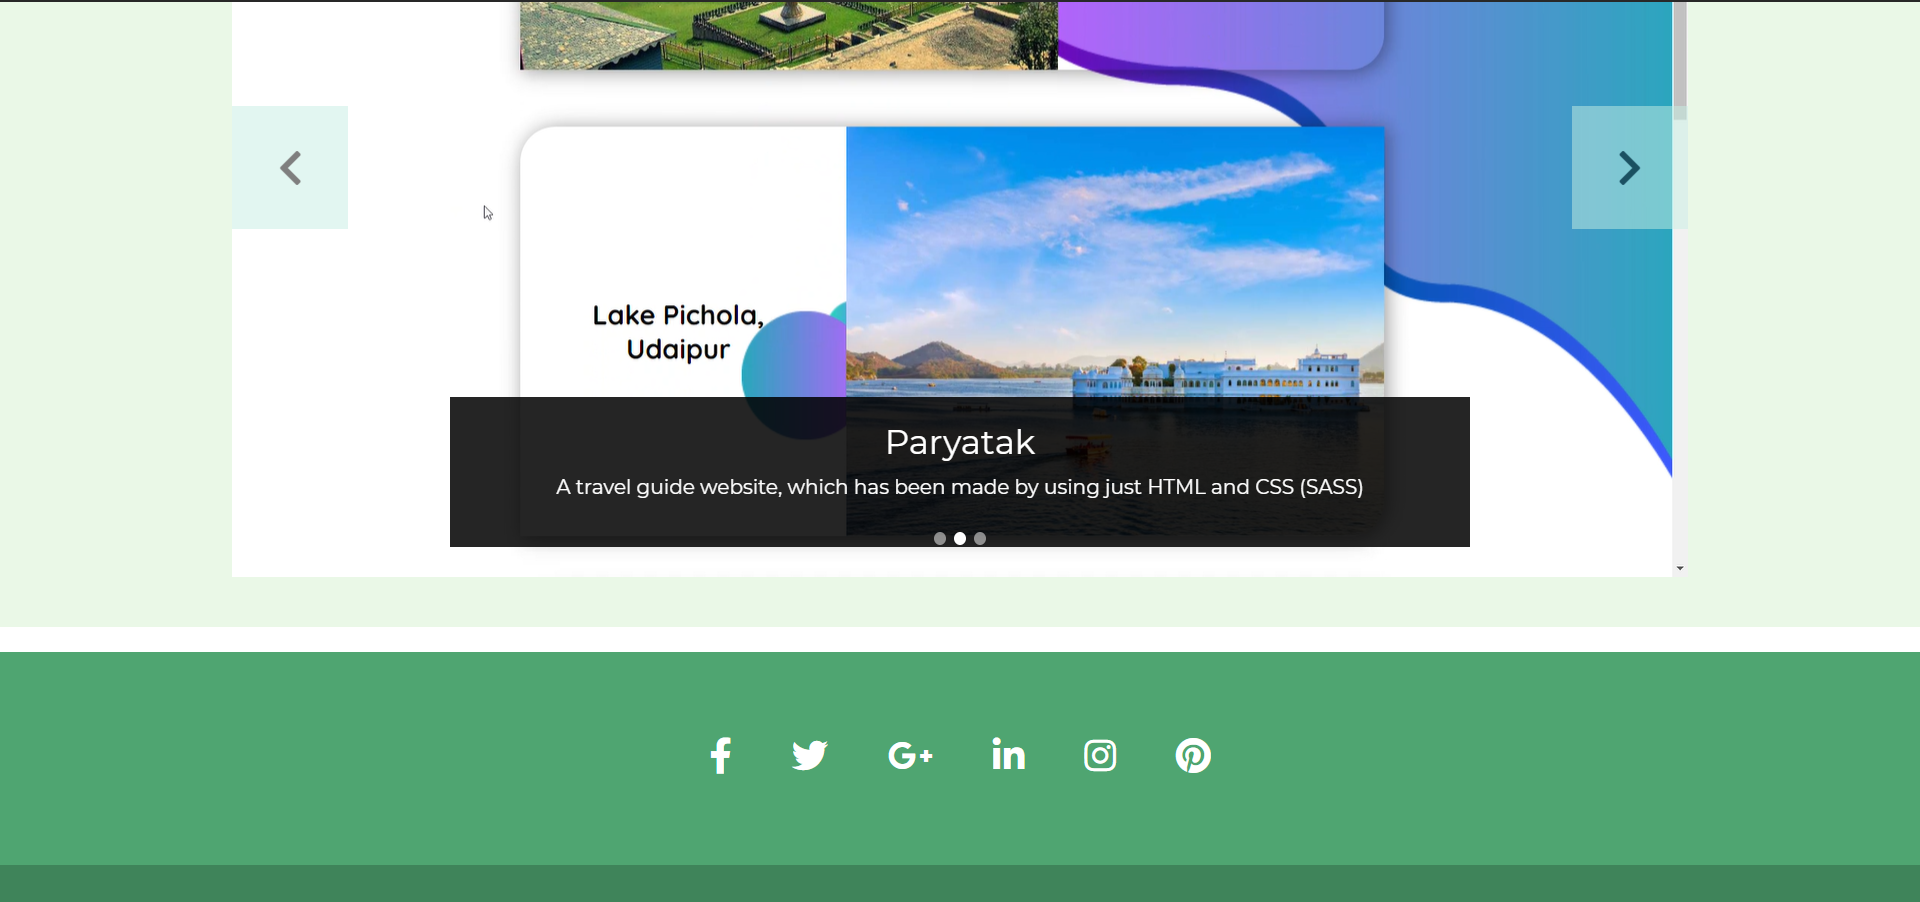 Lake Pichola,
Udaipur
Paryatak
A travel guide website, which has been made by using just HTML and CSS (SASS)